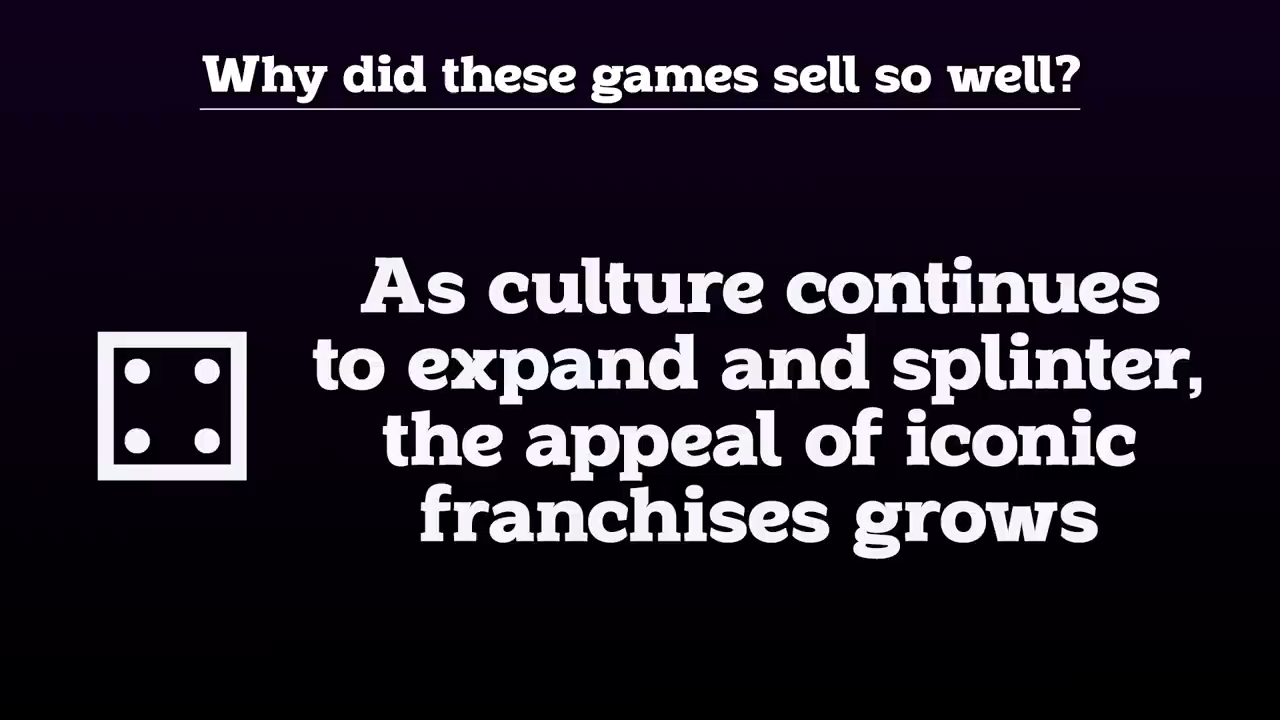 Why did these games sell so well?
As culture continues
to expand and splinter,
the appeal of iconic
franchises grows